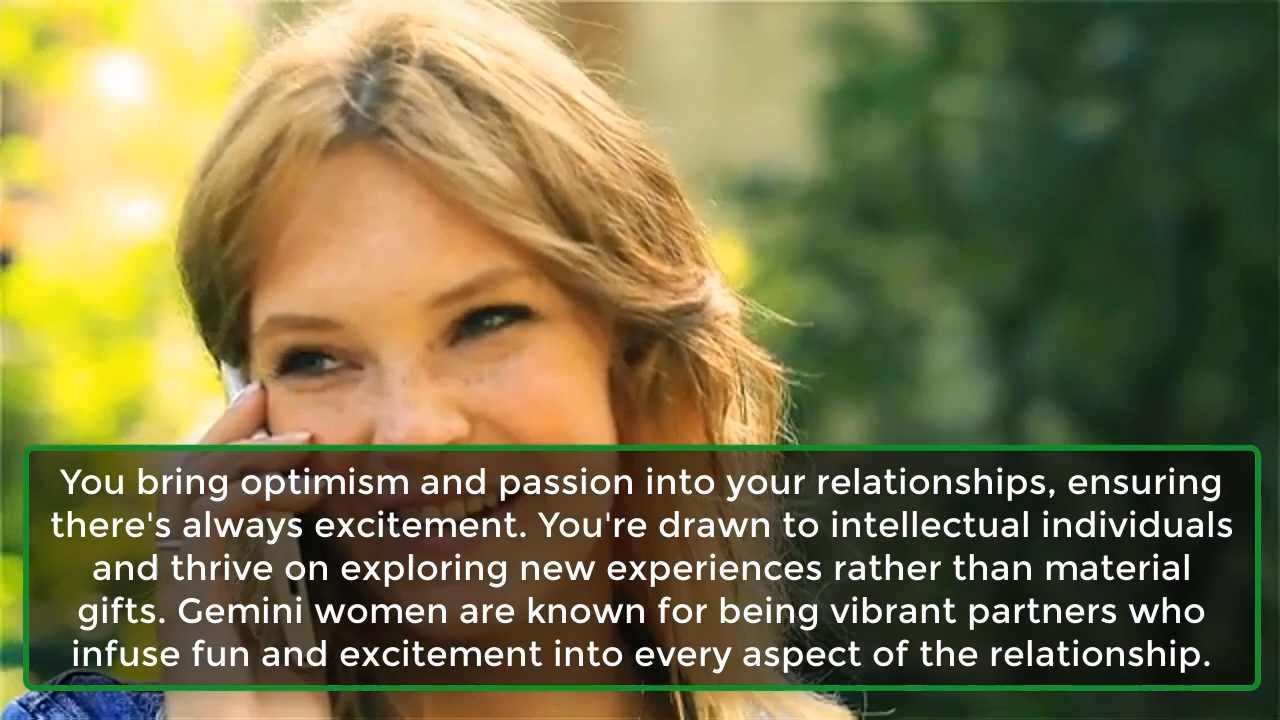 You bring optimism and passion into your relationships, ensuring
there's always excitement. You're drawn to intellectual individuals
and thrive on exploring new experiences rather than material
gifts. Gemini women are known for being vibrant partners who
infuse fun and excitement into every aspect of the relationship.